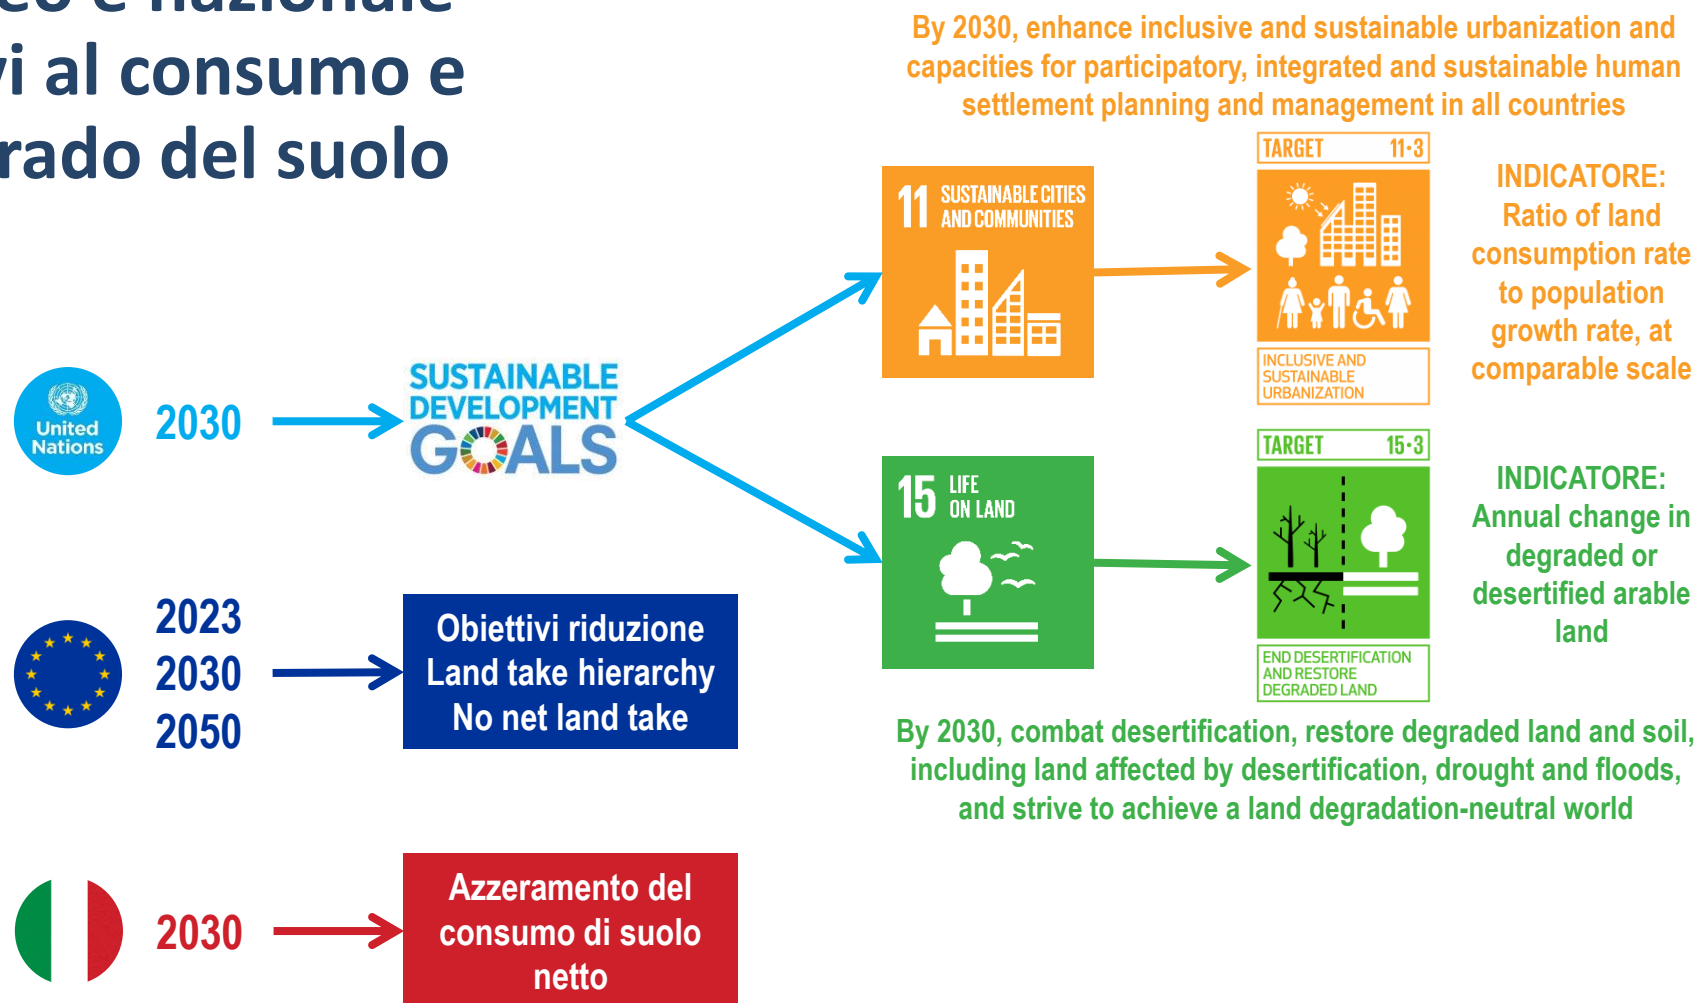 al consumo e
del suolo
By 2030, enhance inclusive and sustainable urbanization and
capacities for participatory, integrated and sustainable human
settlement planning and management in all countries
11 SUSTAINABLE CITIES
AND COMMUNITIES
TARGET 11·3
INCLUSIVE AND
SUSTAINABLE
URBANIZATION
INDICATORE:
Ratio of land
consumption rate
to population
growth rate, at
comparable scale
United
Nations
2030
SUSTAINABLE
DEVELOPMENT
GOALS
15 LIFE
ON LAND
TARGET 15·3
END DESERTIFICATION
AND RESTORE
DEGRADED LAND
INDICATORE:
Annual change in
degraded or
desertified arable
land
By 2030, combat desertification, restore degraded land and soil,
including land affected by desertification, drought and floods,
and strive to achieve a land degradation-neutral world
2023
2030
2050
Obiettivi riduzione
Land take hierarchy
No net land take
2030
Azzeramento del
consumo di suolo
netto